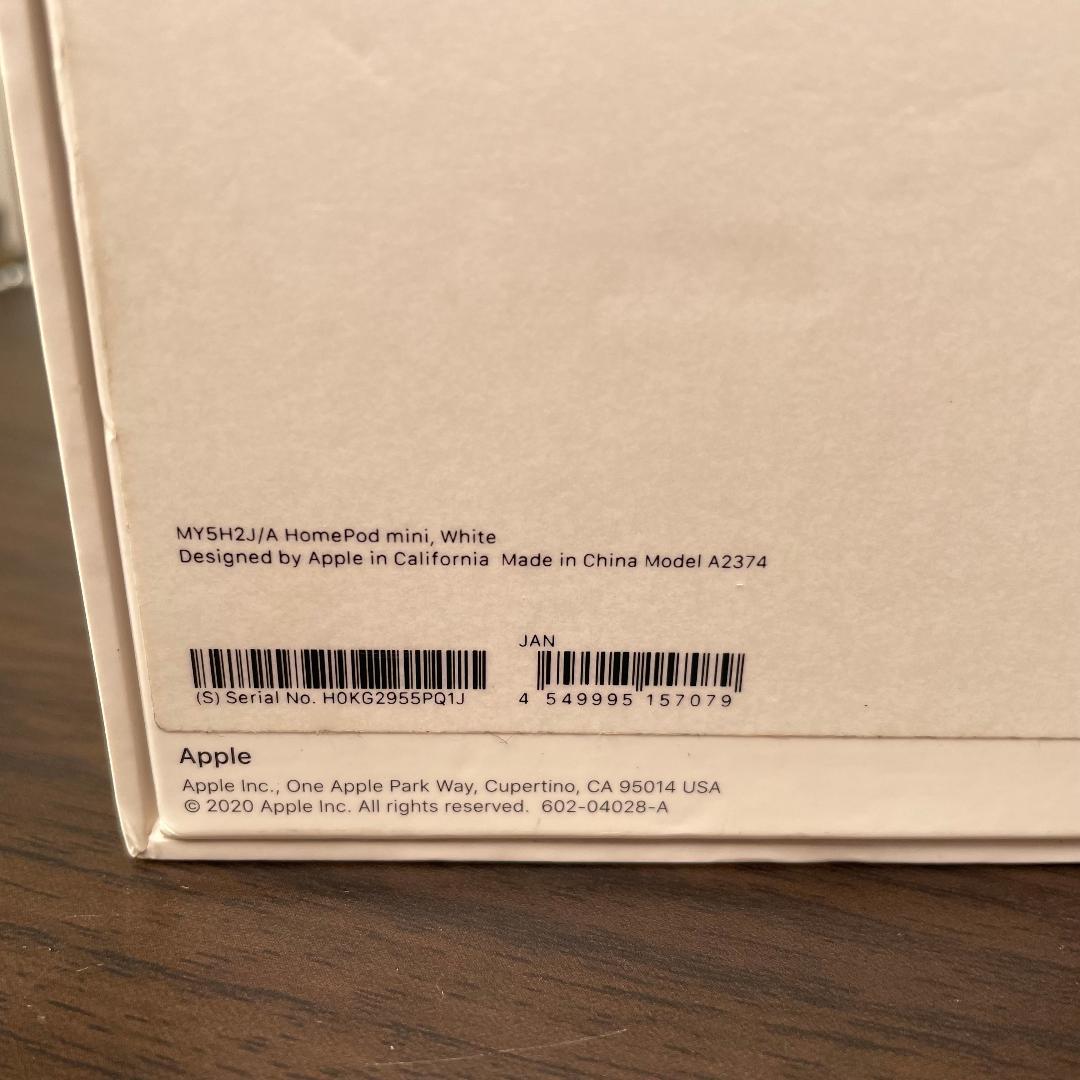 MY5H2J/A HomePod mini, White
Designed by Apple in California Made in China Model A2374
JAN
(S) Serial No. H0KG2955PQ1J
4 549995 157079
Apple
Apple Inc., One Apple Park Way, Cupertino, CA 95014 USA
© 2020 Apple Inc. All rights reserved. 602-04028-A